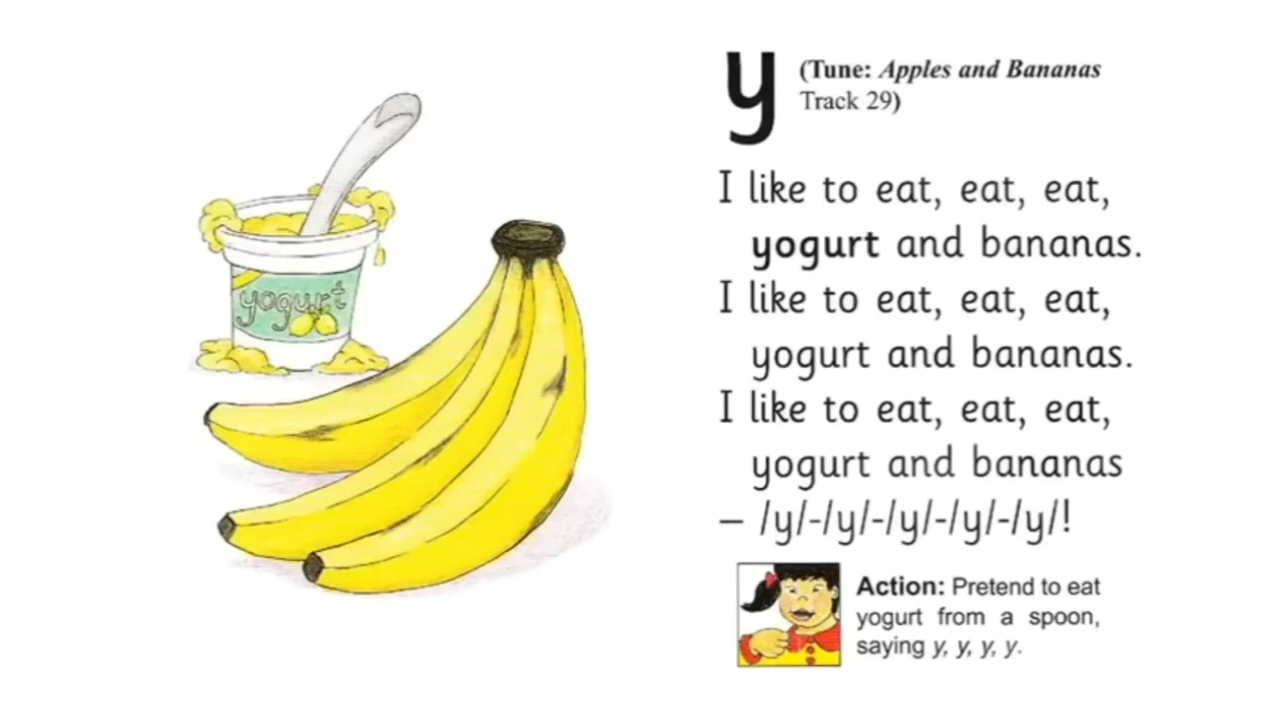 yogurt
y
(Tune: Apples and Bananas
Track 29)
I like to eat, eat, eat,
yogurt and bananas.
I like to eat, eat, eat,
yogurt and bananas.
I like to eat, eat, eat,
yogurt and bananas
– /y/-/y/-/y/-/y/-/y/!
Action: Pretend to eat
yogurt from a spoon,
saying y, y, y, y.